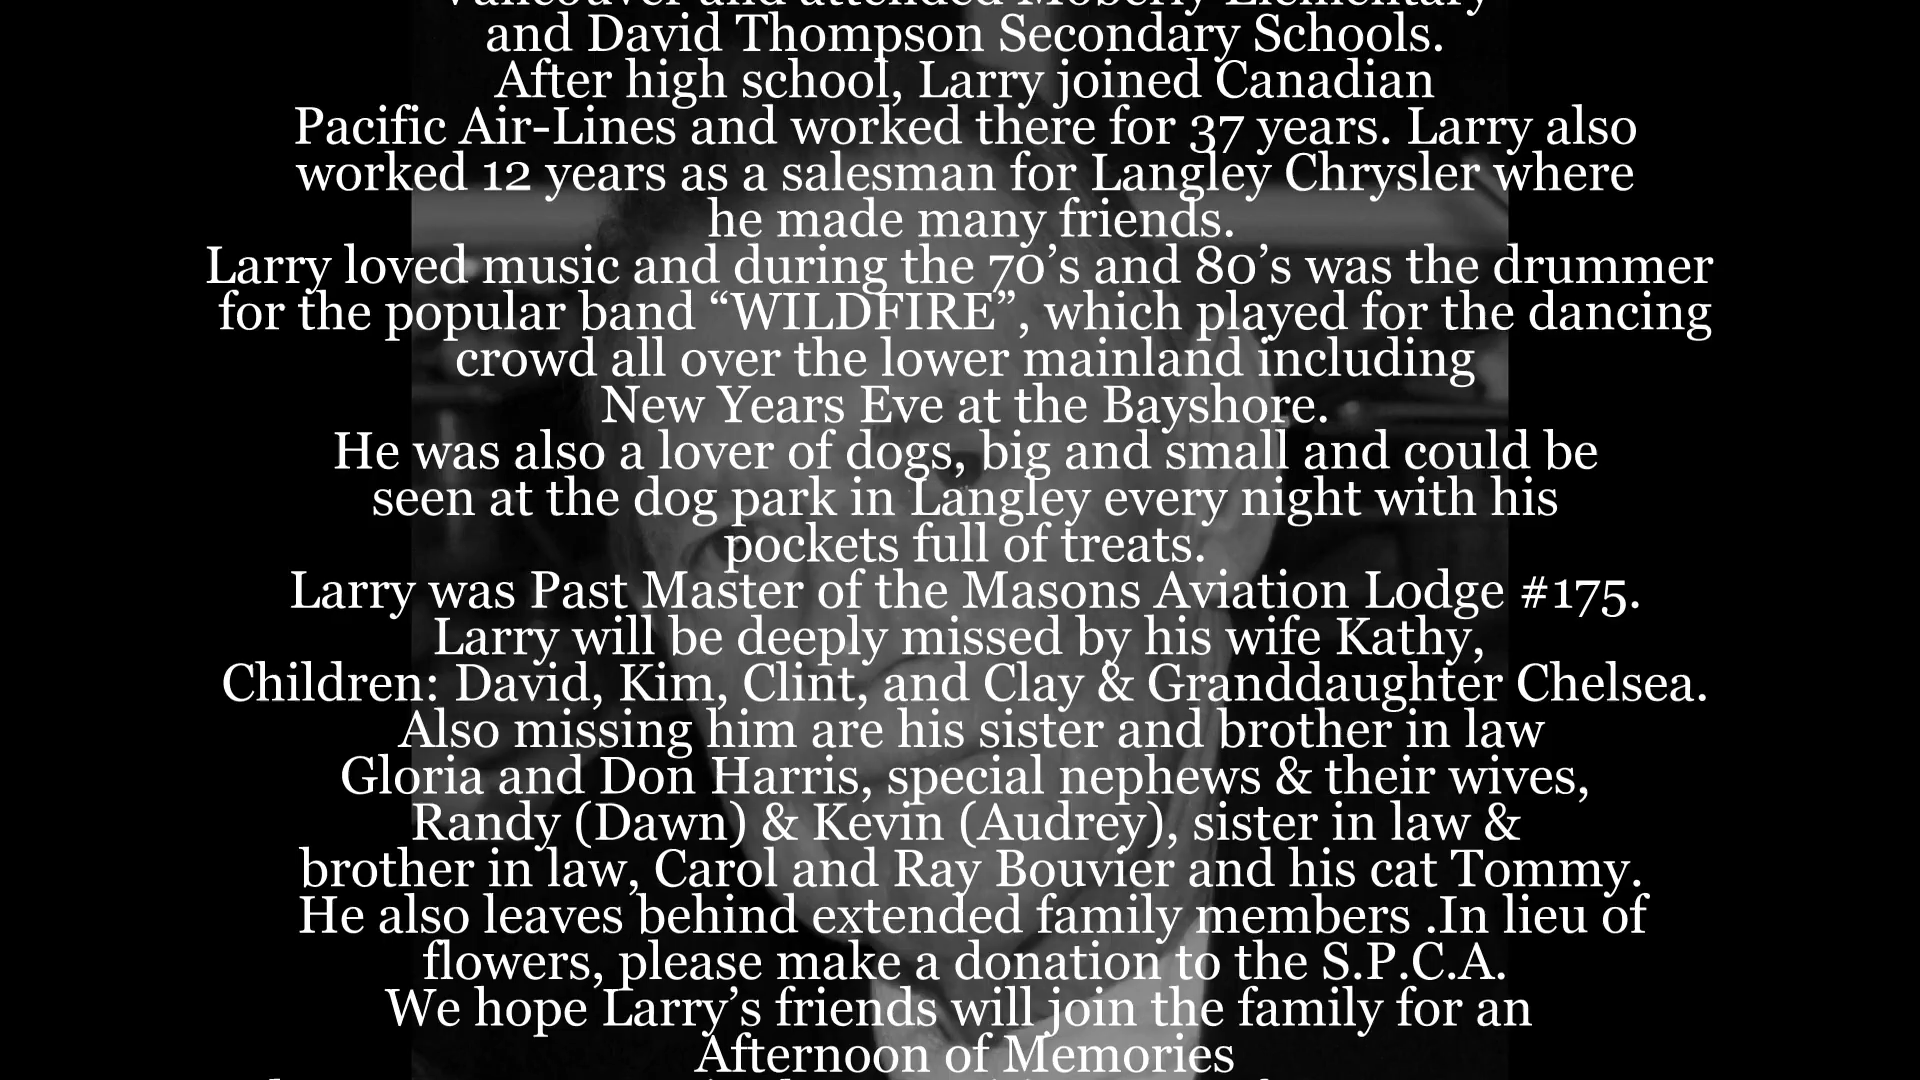 Vancouver and attended Moberly Elementary
and David Thompson Secondary Schools.
After high school, Larry joined Canadian
Pacific Air-Lines and worked there for 37 years. Larry also
worked 12 years as a salesman for Langley Chrysler where
he made many friends.
Larry loved music and during the 70’s and 80’s was the drummer
for the popular band “WILDFIRE”, which played for the dancing
crowd all over the lower mainland including
New Years Eve at the Bayshore.
He was also a lover of dogs, big and small and could be
seen at the dog park in Langley every night with his
pockets full of treats.
Larry was Past Master of the Masons Aviation Lodge #175.
Larry will be deeply missed by his wife Kathy,
Children: David, Kim, Clint, and Clay & Granddaughter Chelsea.
Also missing him are his sister and brother in law
Gloria and Don Harris, special nephews & their wives,
Randy (Dawn) & Kevin (Audrey), sister in law &
brother in law, Carol and Ray Bouvier and his cat Tommy.
He also leaves behind extended family members .In lieu of
flowers, please make a donation to the S.P.C.A.
We hope Larry’s friends will join the family for an
Afternoon of Memories